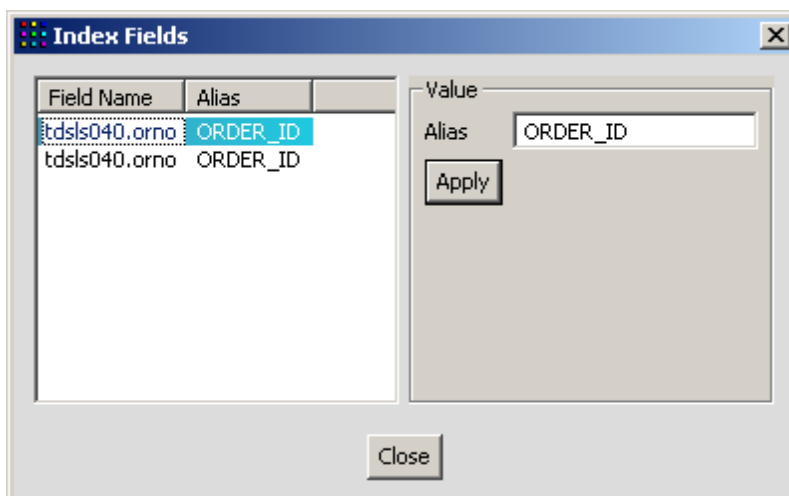 Index Fields
Field Name Alias
tdsls040.orno ORDER_ID
tdsls040.orno ORDER_ID
Value
Alias ORDER_ID
Apply
Close